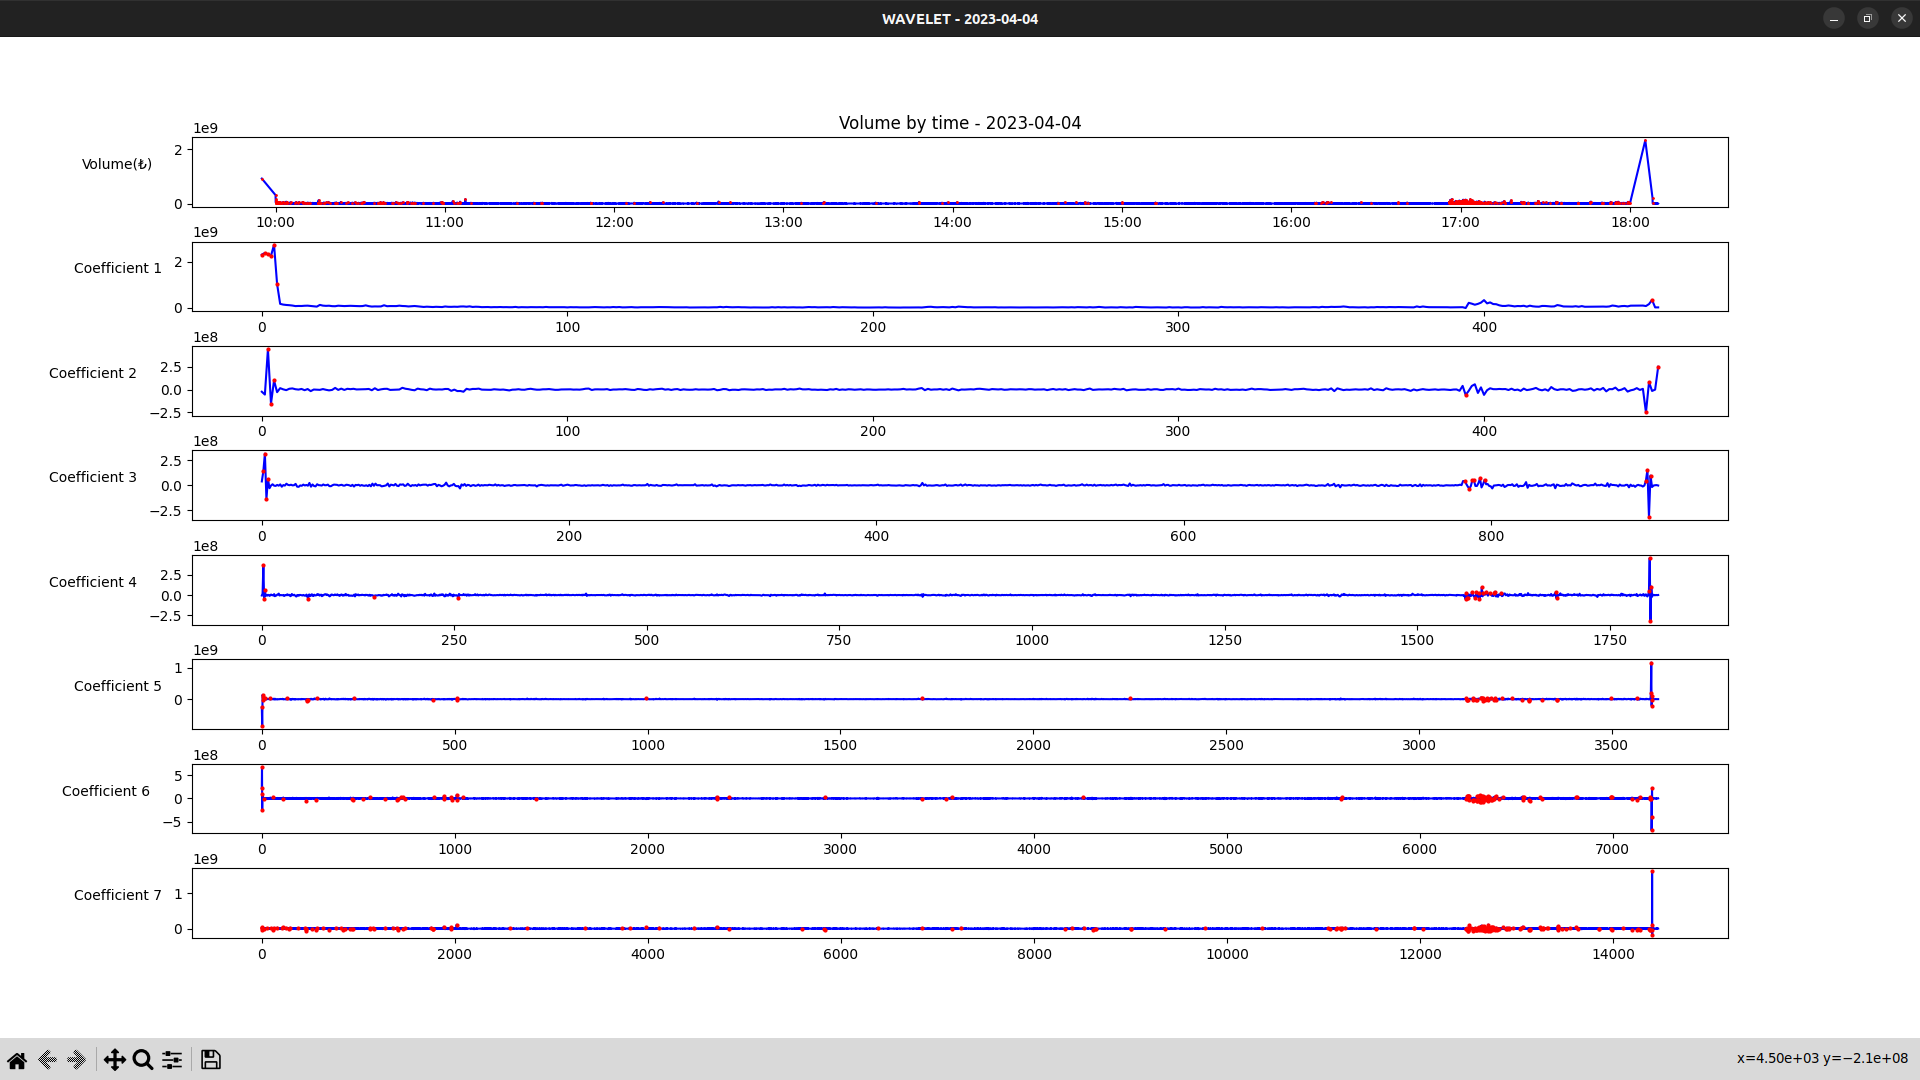 WAVELET - 2023-04-04
Volume by time - 2023-04-04
1e9
Volume(₺)
2
0
10:00 11:00 12:00 13:00 14:00 15:00 16:00 17:00 18:00
1e9
Coefficient 1
2
0
0 100 200 300 400
1e8
Coefficient 2
2.5
0.0
−2.5
0 100 200 300 400
1e8
Coefficient 3
2.5
0.0
−2.5
0 200 400 600 800
1e8
Coefficient 4
2.5
0.0
−2.5
0 250 500 750 1000 1250 1500 1750
1e9
Coefficient 5
1
0
0 500 1000 1500 2000 2500 3000 3500
1e8
Coefficient 6
5
0
−5
0 1000 2000 3000 4000 5000 6000 7000
1e9
Coefficient 7
1
0
0 2000 4000 6000 8000 10000 12000 14000
x=4.50e+03 y=−2.1e+08